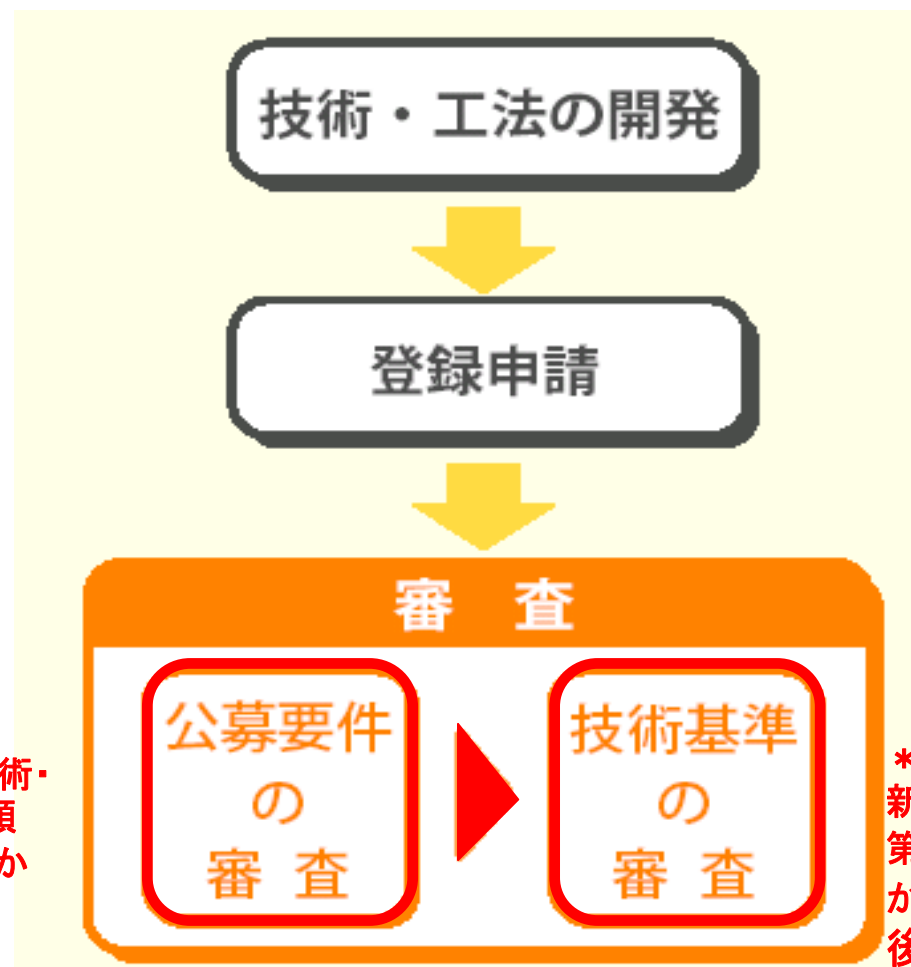 技術・工法の開発
登録申請
審　査
公募要件
の
審 査
技術基準
の
審 査
術・
項
か
*
新
第
か
後